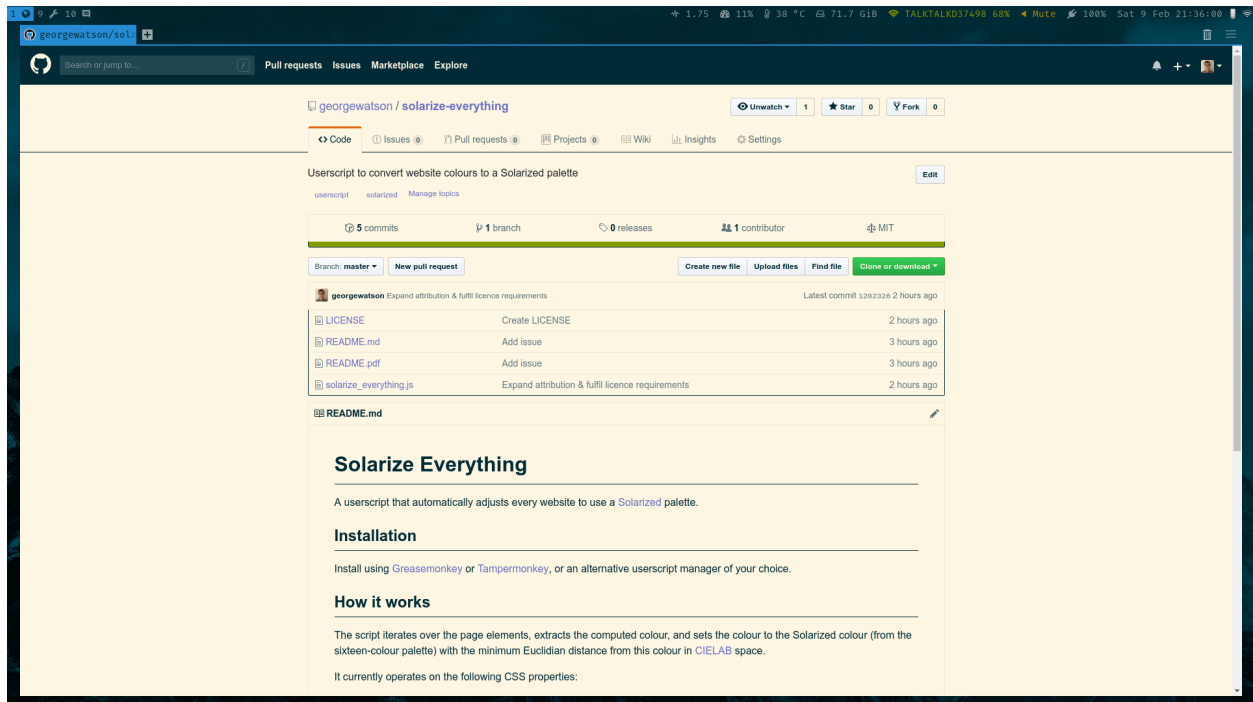 1 9 10 1.75 11% 38 °C 71.7 GiB TALKTALKD37498 68% Mute 100% Sat 9 Feb 21:36:00
georgewatson/sola
Search or jump to... / Pull requests Issues Marketplace Explore
georgewatson / solarize-everything Unwatch 1 Star 0 Fork 0
Code Issues 0 Pull requests 0 Projects 0 Wiki Insights Settings
Userscript to convert website colours to a Solarized palette Edit
userscript solarized Manage topics
5 commits 1 branch 0 releases 1 contributor MIT
Branch: master New pull request Create new file Upload files Find file Clone or download
georgewatson Expand attribution & fulfil licence requirements Latest commit 1202326 2 hours ago
LICENSE Create LICENSE 2 hours ago
README.md Add issue 3 hours ago
README.pdf Add issue 3 hours ago
solarize_everything.js Expand attribution & fulfil licence requirements 2 hours ago
README.md
Solarize Everything
A userscript that automatically adjusts every website to use a Solarized palette.
Installation
Install using Greasemonkey or Tampermonkey, or an alternative userscript manager of your choice.
How it works
The script iterates over the page elements, extracts the computed colour, and sets the colour to the Solarized colour (from the
sixteen-colour palette) with the minimum Euclidian distance from this colour in CIELAB space.
It currently operates on the following CSS properties: